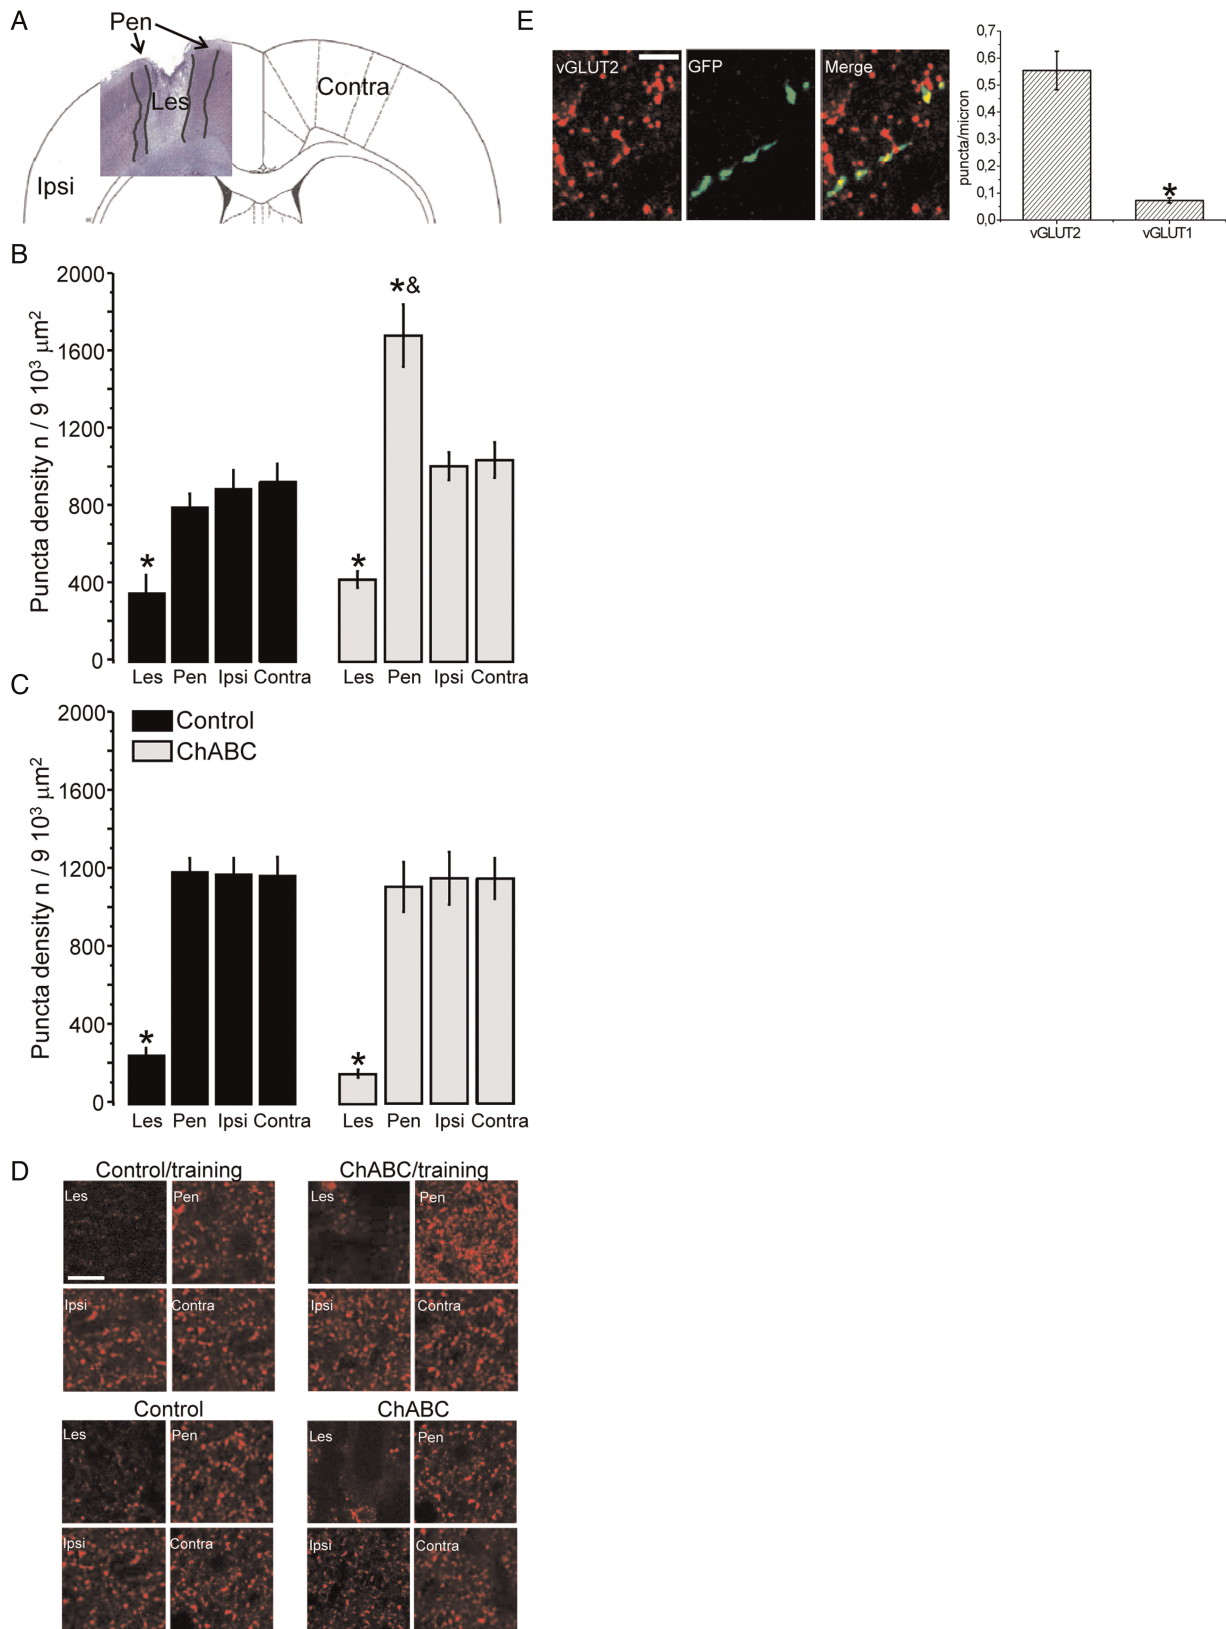 A
Pen
Les
Contra
Ipsi
E
vGLUT2
GFP
Merge
puncta/micron
0,7
0,6
0,5
0,4
0,3
0,2
0,1
0,0
*
vGLUT2
vGLUT1
B
Puncta density n / 9 10³ µm²
2000
1600
1200
800
400
0
*
*
*&
Les Pen Ipsi Contra
Les Pen Ipsi Contra
C
Puncta density n / 9 10³ µm²
2000
1600
1200
800
400
0
Control
ChABC
*
*
Les Pen Ipsi Contra
Les Pen Ipsi Contra
D
Control/training
Les Pen
Ipsi Contra
ChABC/training
Les Pen
Ipsi Contra
Control
Les Pen
Ipsi Contra
ChABC
Les Pen
Ipsi Contra